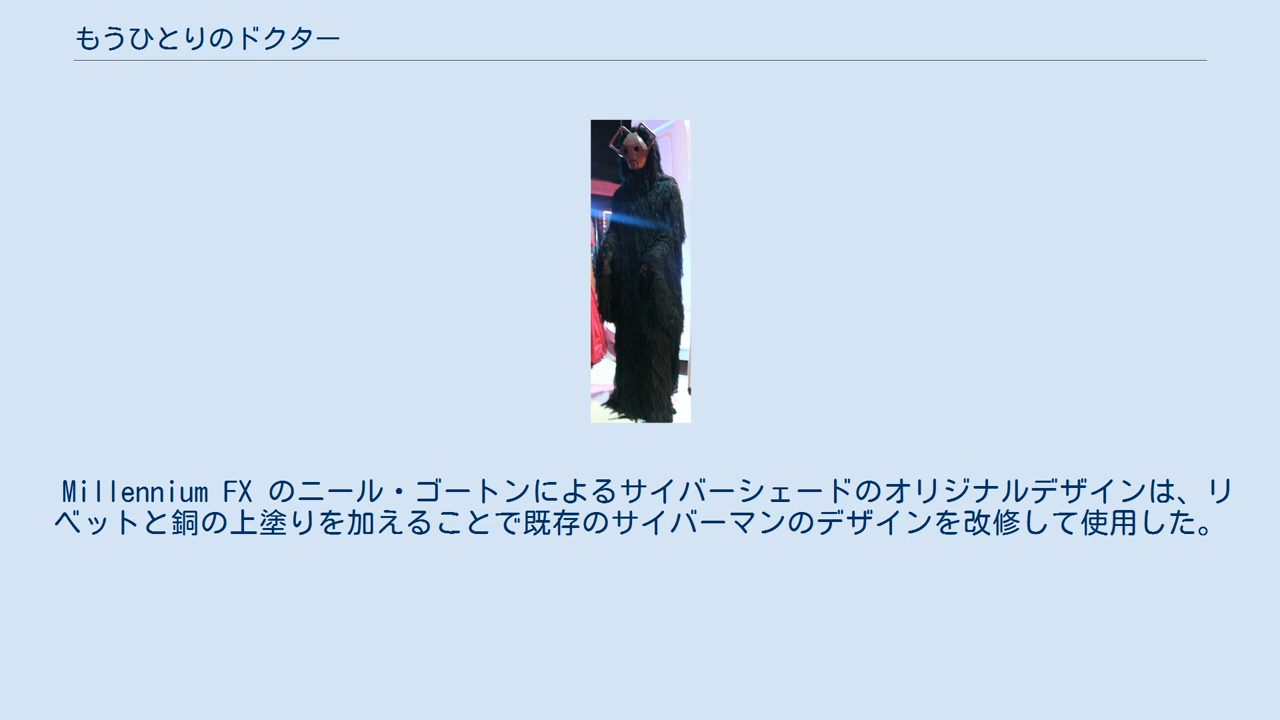 もうひとりのドクター
Millennium FX のニール・ゴートンによるサイバーシェードのオリジナルデザインは、リ
ベットと銅の上塗りを加えることで既存のサイバーマンのデザインを改修して使用した。